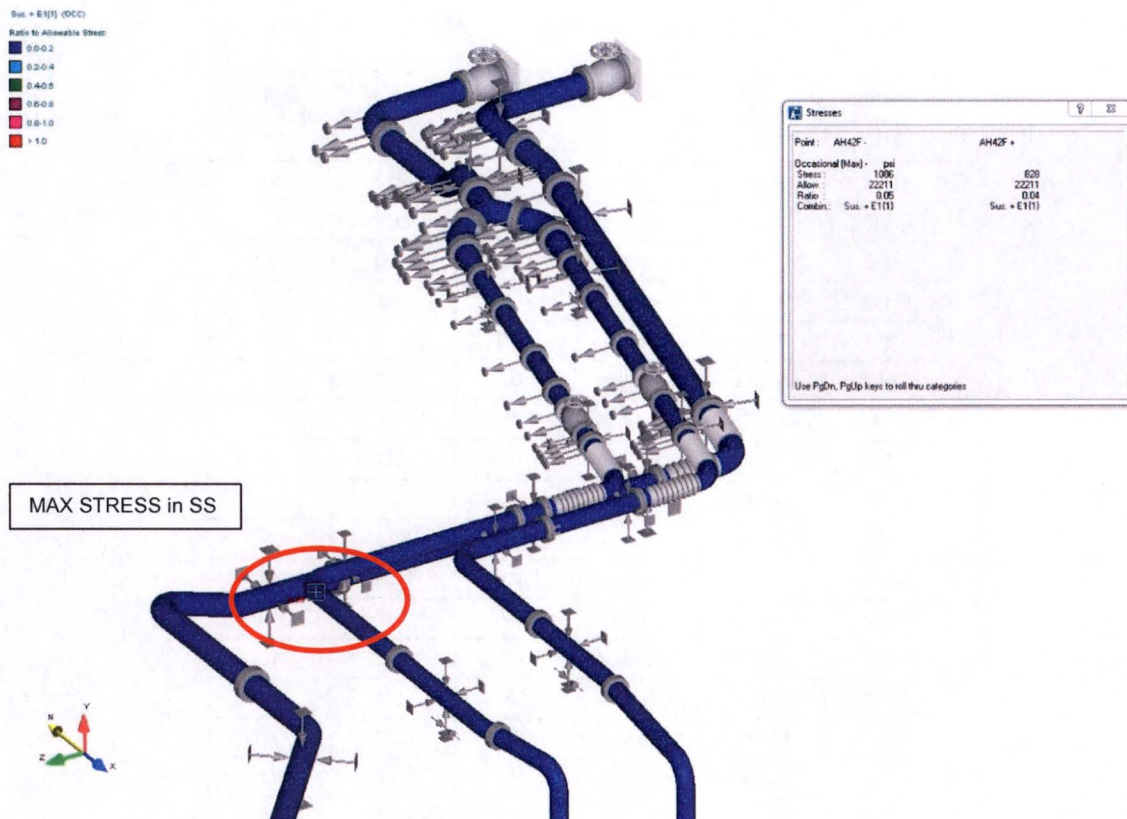 Sus. + E1[1] (OCC)
Ratio to Allowable Stress:
0.0-0.2
0.2-0.4
0.4-0.6
0.6-0.8
0.8-1.0
> 1.0
Stresses
Point : AH42F - AH42F +
Occasional (Max) - psi
Stress : 1086 828
Allow. : 22211 22211
Ratio : 0.05 0.04
Combin.: Sus. + E1(1) Sus. + E1(1)
Use PgDn, PgUp keys to roll thru categories
MAX STRESS in SS
N
Y
Z
X